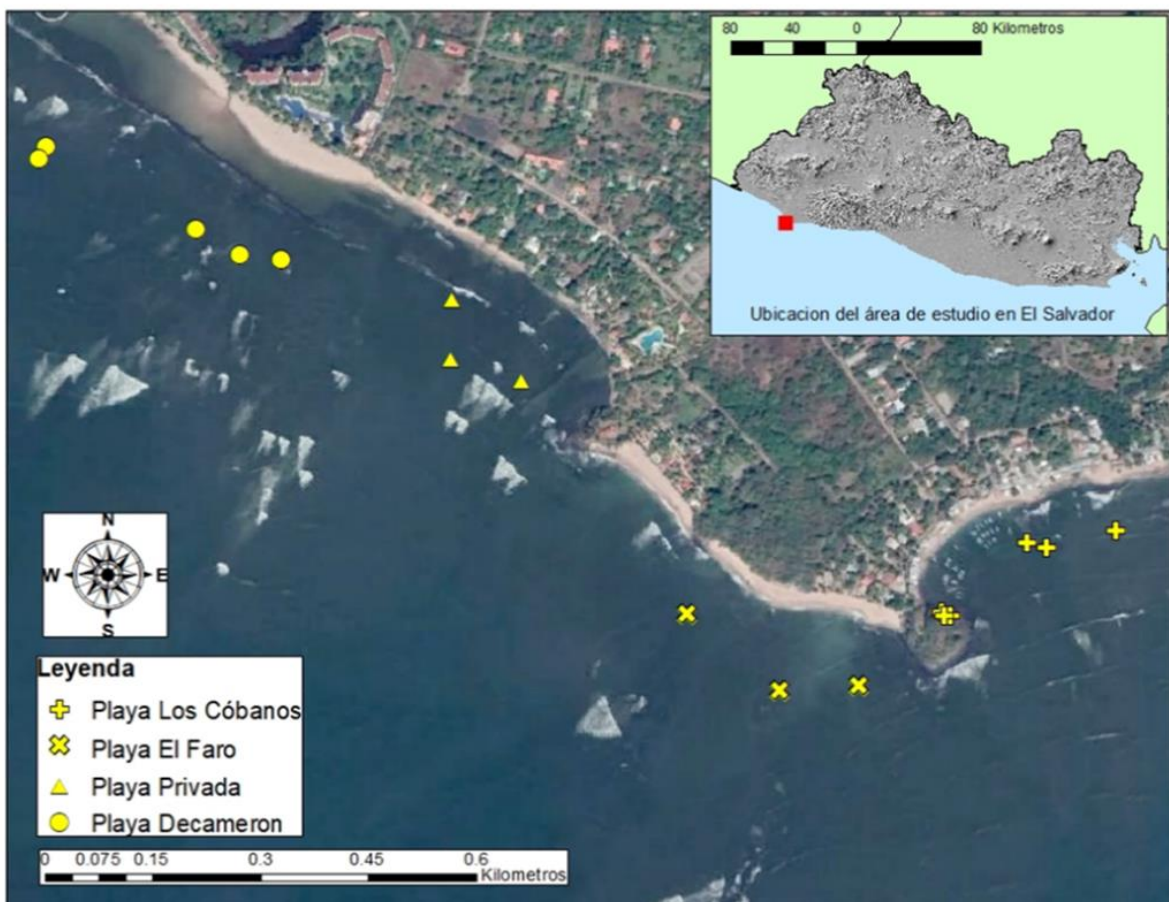 80 40 0 80 Kilometros
Ubicacion del área de estudio en El Salvador
N
W E
S
Leyenda
Playa Los Cóbanos
Playa El Faro
Playa Privada
Playa Decameron
0 0.075 0.15 0.3 0.45 0.6
Kilometros